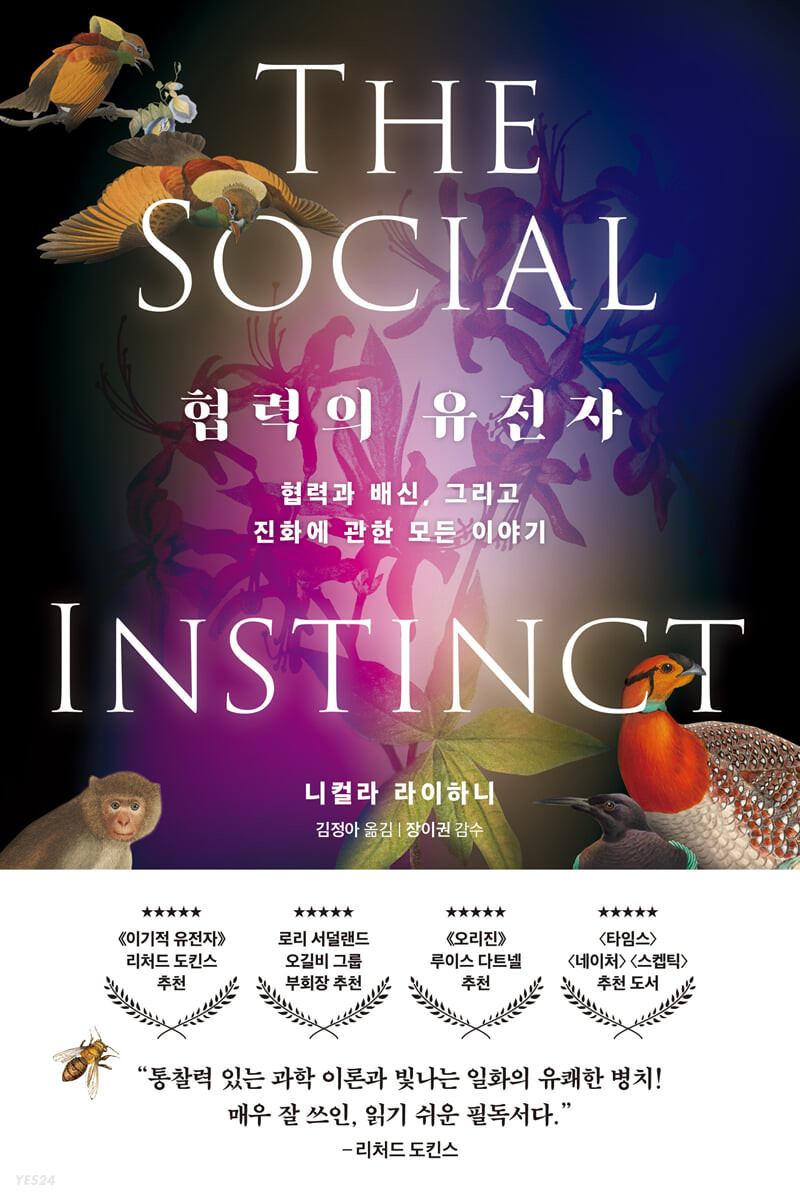 THE
SOCIAL
협력의 유전자
협력과 배신, 그리고
진화에 관한 모든 이야기
INSTINCT
니컬라 라이하니
김정아 옮김 | 장이권 감수
★★★★★
《이기적 유전자》
리처드 도킨스
추천
★★★★★
로리 서덜랜드
오길비 그룹
부회장 추천
★★★★★
《오리진》
루이스 다트넬
추천
★★★★★
〈타임스〉
〈네이처〉 〈스켑틱〉
추천 도서
“통찰력 있는 과학 이론과 빛나는 일화의 유쾌한 병치!
매우 잘 쓰인, 읽기 쉬운 필독서다.”
– 리처드 도킨스
YES24